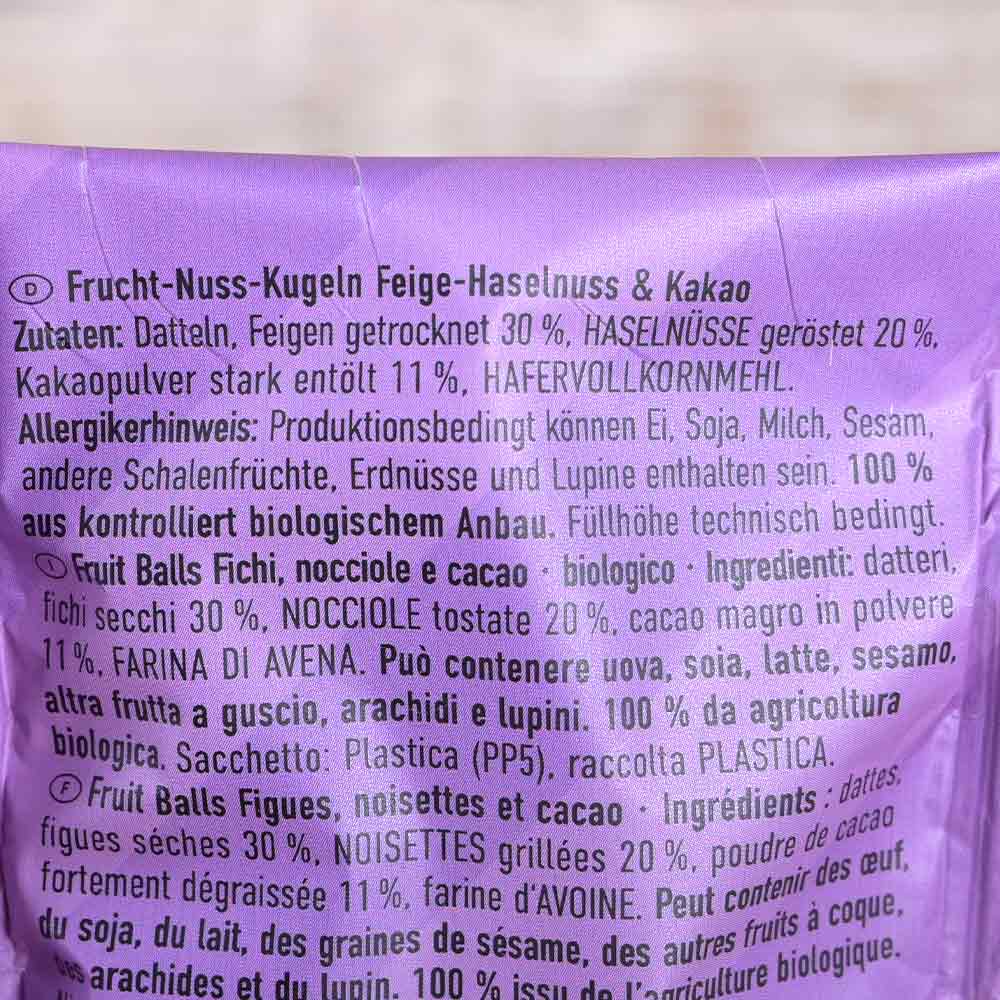 D Frucht-Nuss-Kugeln Feige-Haselnuss & Kakao
Zutaten: Datteln, Feigen getrocknet 30 %, HASELNÜSSE geröstet 20 %,
Kakaopulver stark entölt 11 %, HAFERVOLLKORNMEHL.
Allergikerhinweis: Produktionsbedingt können Ei, Soja, Milch, Sesam,
andere Schalenfrüchte, Erdnüsse und Lupine enthalten sein. 100 %
aus kontrolliert biologischem Anbau. Füllhöhe technisch bedingt.
I Fruit Balls Fichi, nocciole e cacao · biologico · Ingredienti: datteri,
fichi secchi 30 %, NOCCIOLE tostate 20 %, cacao magro in polvere
11 %, FARINA DI AVENA. Può contenere uova, soia, latte, sesamo,
altra frutta a guscio, arachidi e lupini. 100 % da agricoltura
biologica. Sacchetto: Plastica (PP5), raccolta PLASTICA.
F Fruit Balls Figues, noisettes et cacao · Ingrédients : dattes,
figues séches 30 %, NOISETTES grillées 20 %, poudre de cacao
fortement dégraissée 11 %, farine d'AVOINE. Peut contenir des œuf,
du soja, du lait, des graines de sésame, des autres fruits à coque,
des arachides et du lupin. 100 % issu de l'agriculture biologique.